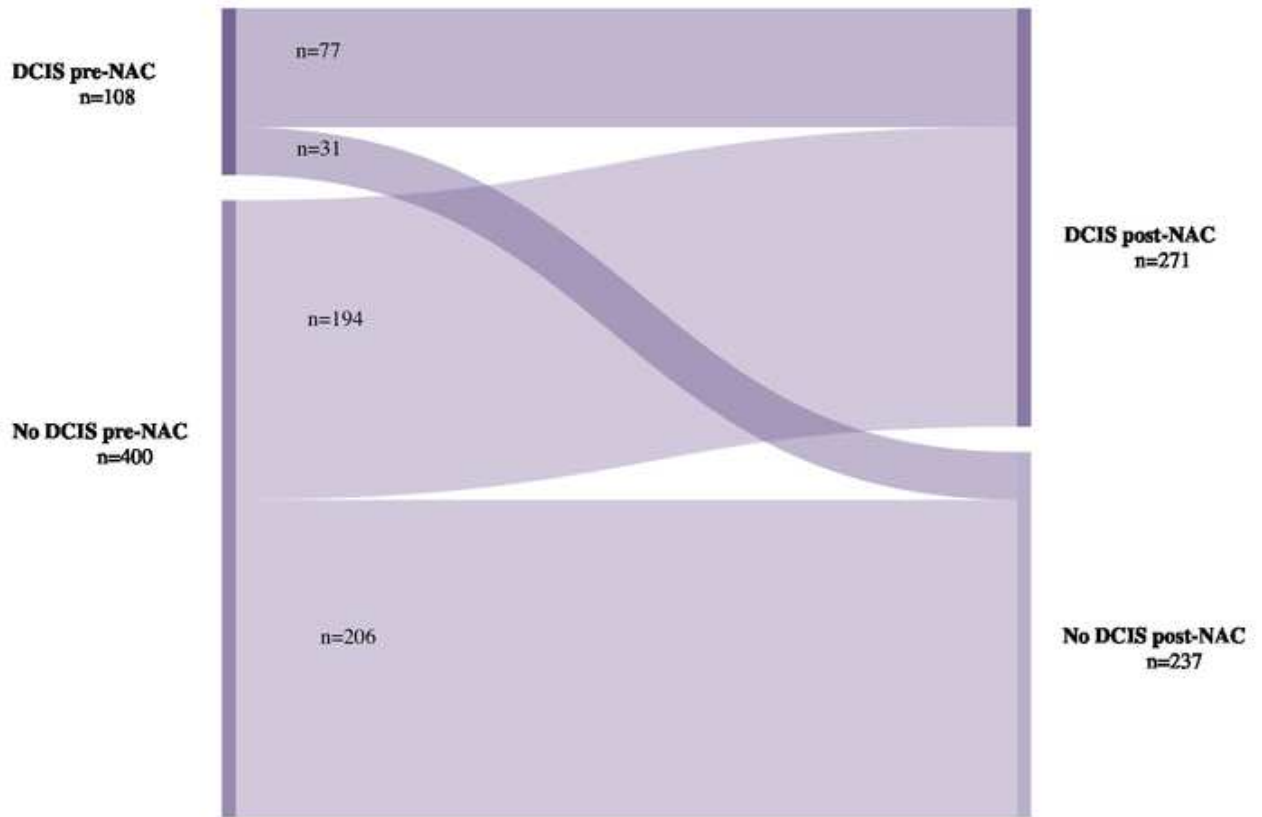 DCIS pre-NAC
n=108
n=77
n=31
No DCIS pre-NAC
n=400
n=194
n=206
DCIS post-NAC
n=271
No DCIS post-NAC
n=237